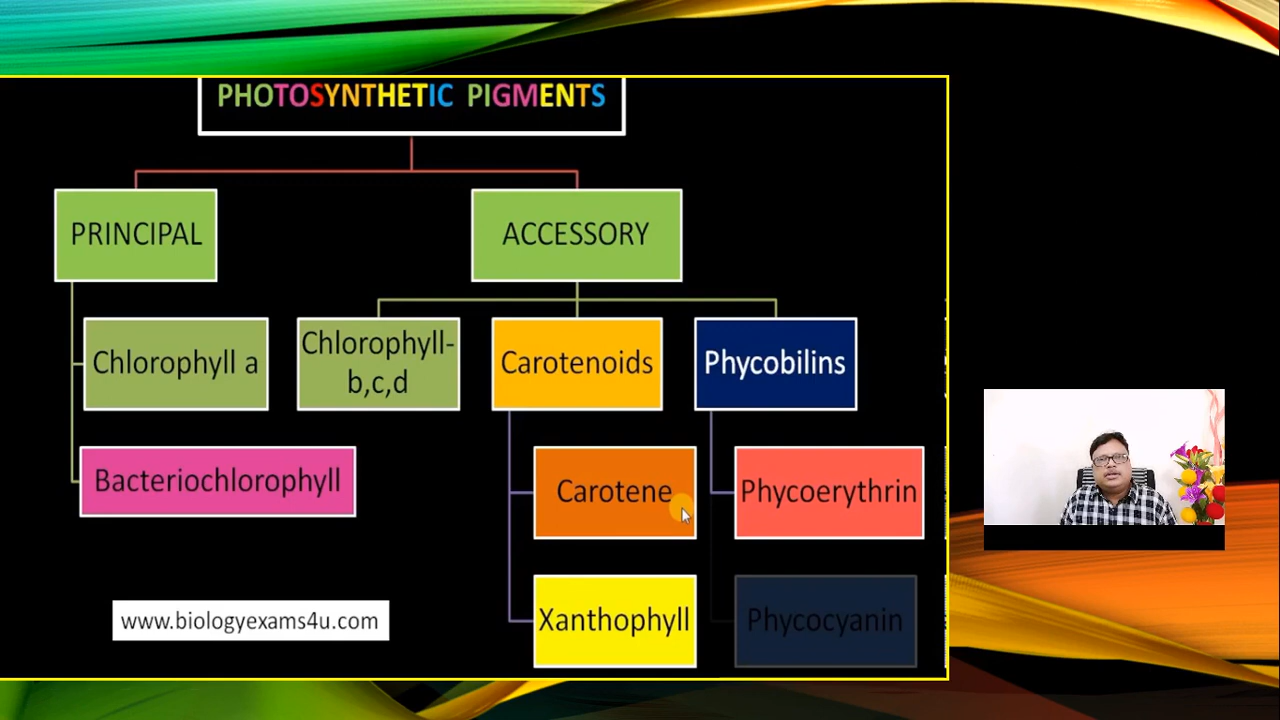 PHOTOSYNTHETIC PIGMENTS
PRINCIPAL
ACCESSORY
Chlorophyll a
Chlorophyll-
b,c,d
Carotenoids
Phycobilins
Bacteriochlorophyll
Carotene
Phycoerythrin
Xanthophyll
Phycocyanin
www.biologyexams4u.com